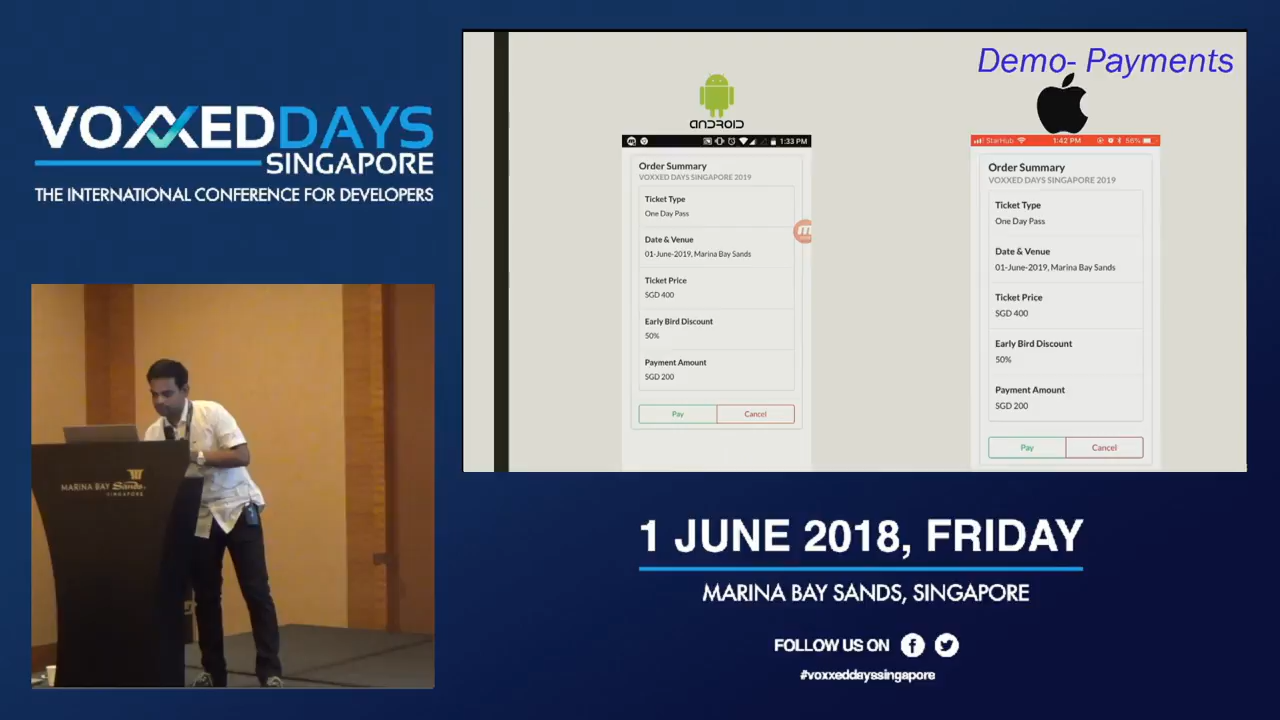 VOXXEDDAYS
SINGAPORE
THE INTERNATIONAL CONFERENCE FOR DEVELOPERS
MARINA BAY Sands
SINGAPORE
Demo- Payments
ANDROID
1:33 PM
Order Summary
VOXXED DAYS SINGAPORE 2019
Ticket Type
One Day Pass
Date & Venue
01-June-2019, Marina Bay Sands
Ticket Price
SGD 400
Early Bird Discount
50%
Payment Amount
SGD 200
Pay Cancel
StarHub 1:42 PM 56%
Order Summary
VOXXED DAYS SINGAPORE 2019
Ticket Type
One Day Pass
Date & Venue
01-June-2019, Marina Bay Sands
Ticket Price
SGD 400
Early Bird Discount
50%
Payment Amount
SGD 200
Pay Cancel
1 JUNE 2018, FRIDAY
MARINA BAY SANDS, SINGAPORE
FOLLOW US ON
#voxxeddayssingapore